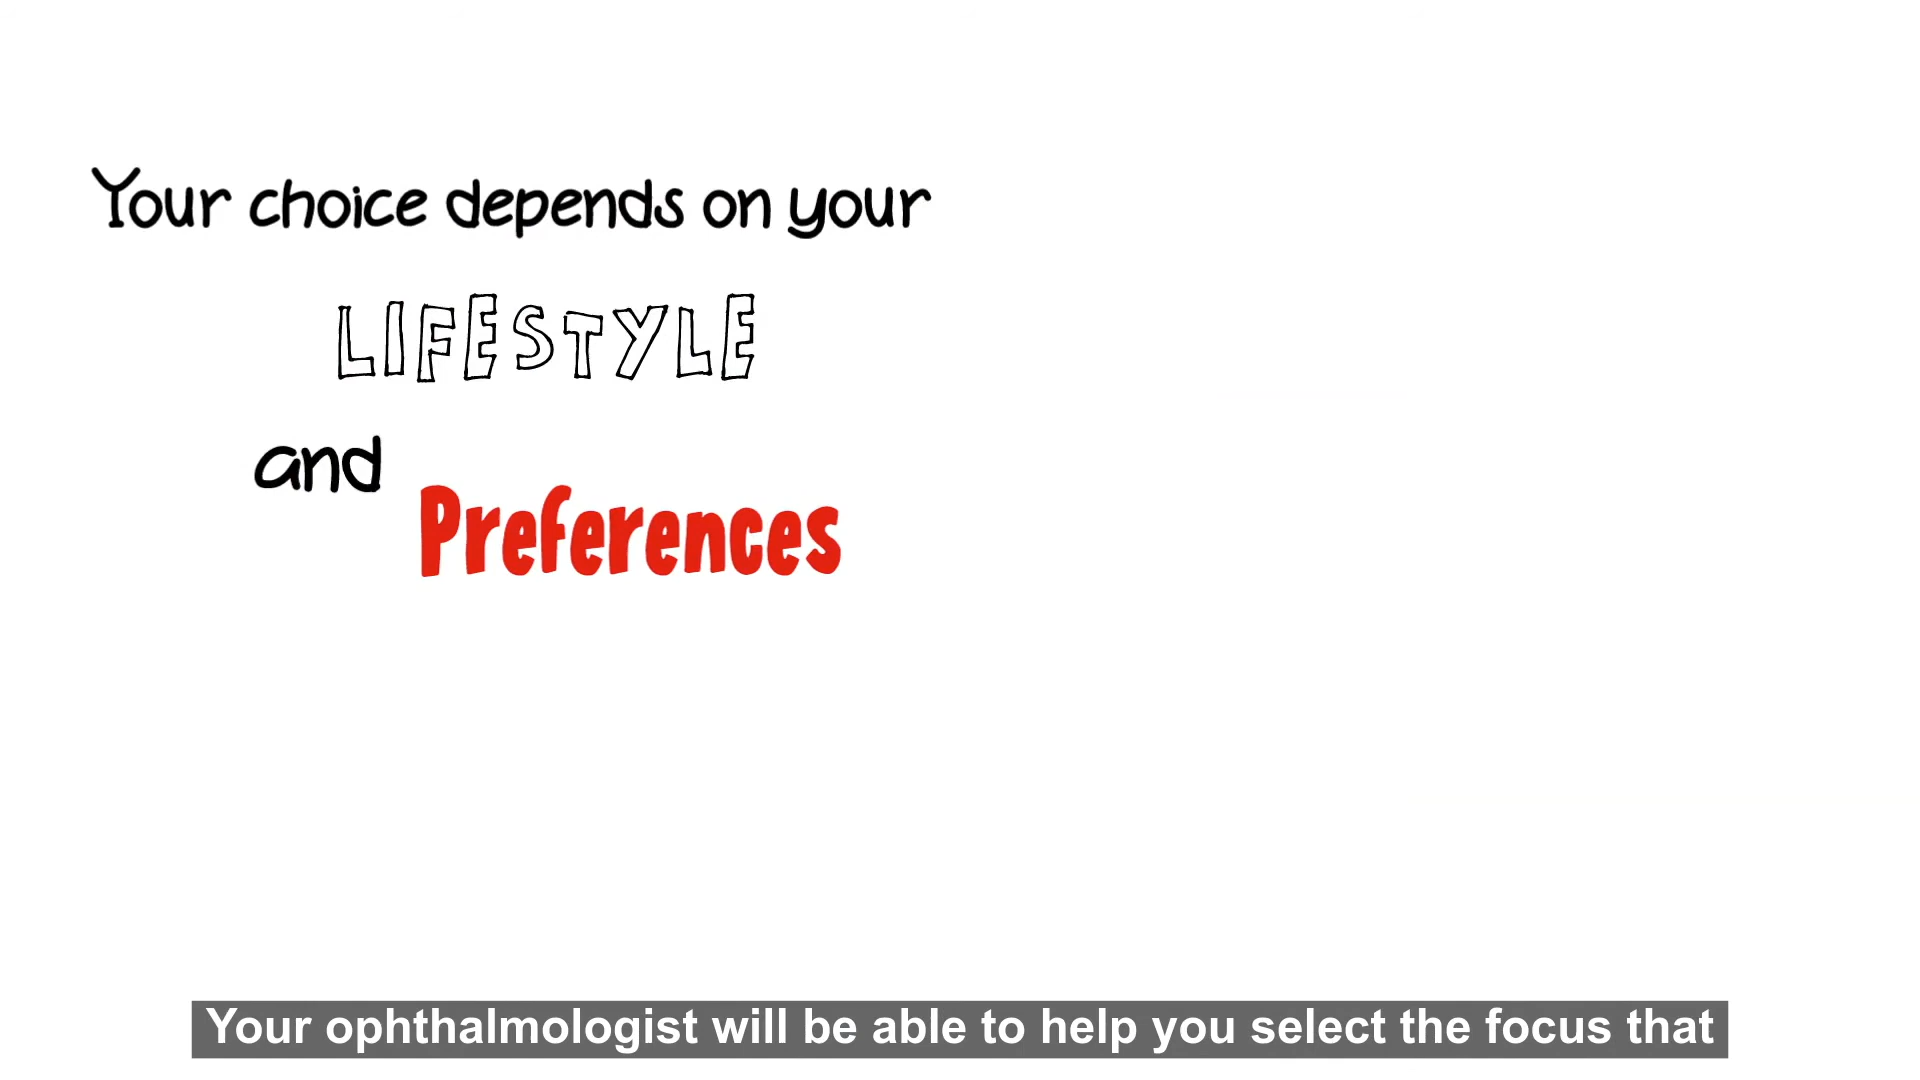 Your choice depends on your
LIFESTYLE
and
Preferences
Your ophthalmologist will be able to help you select the focus that